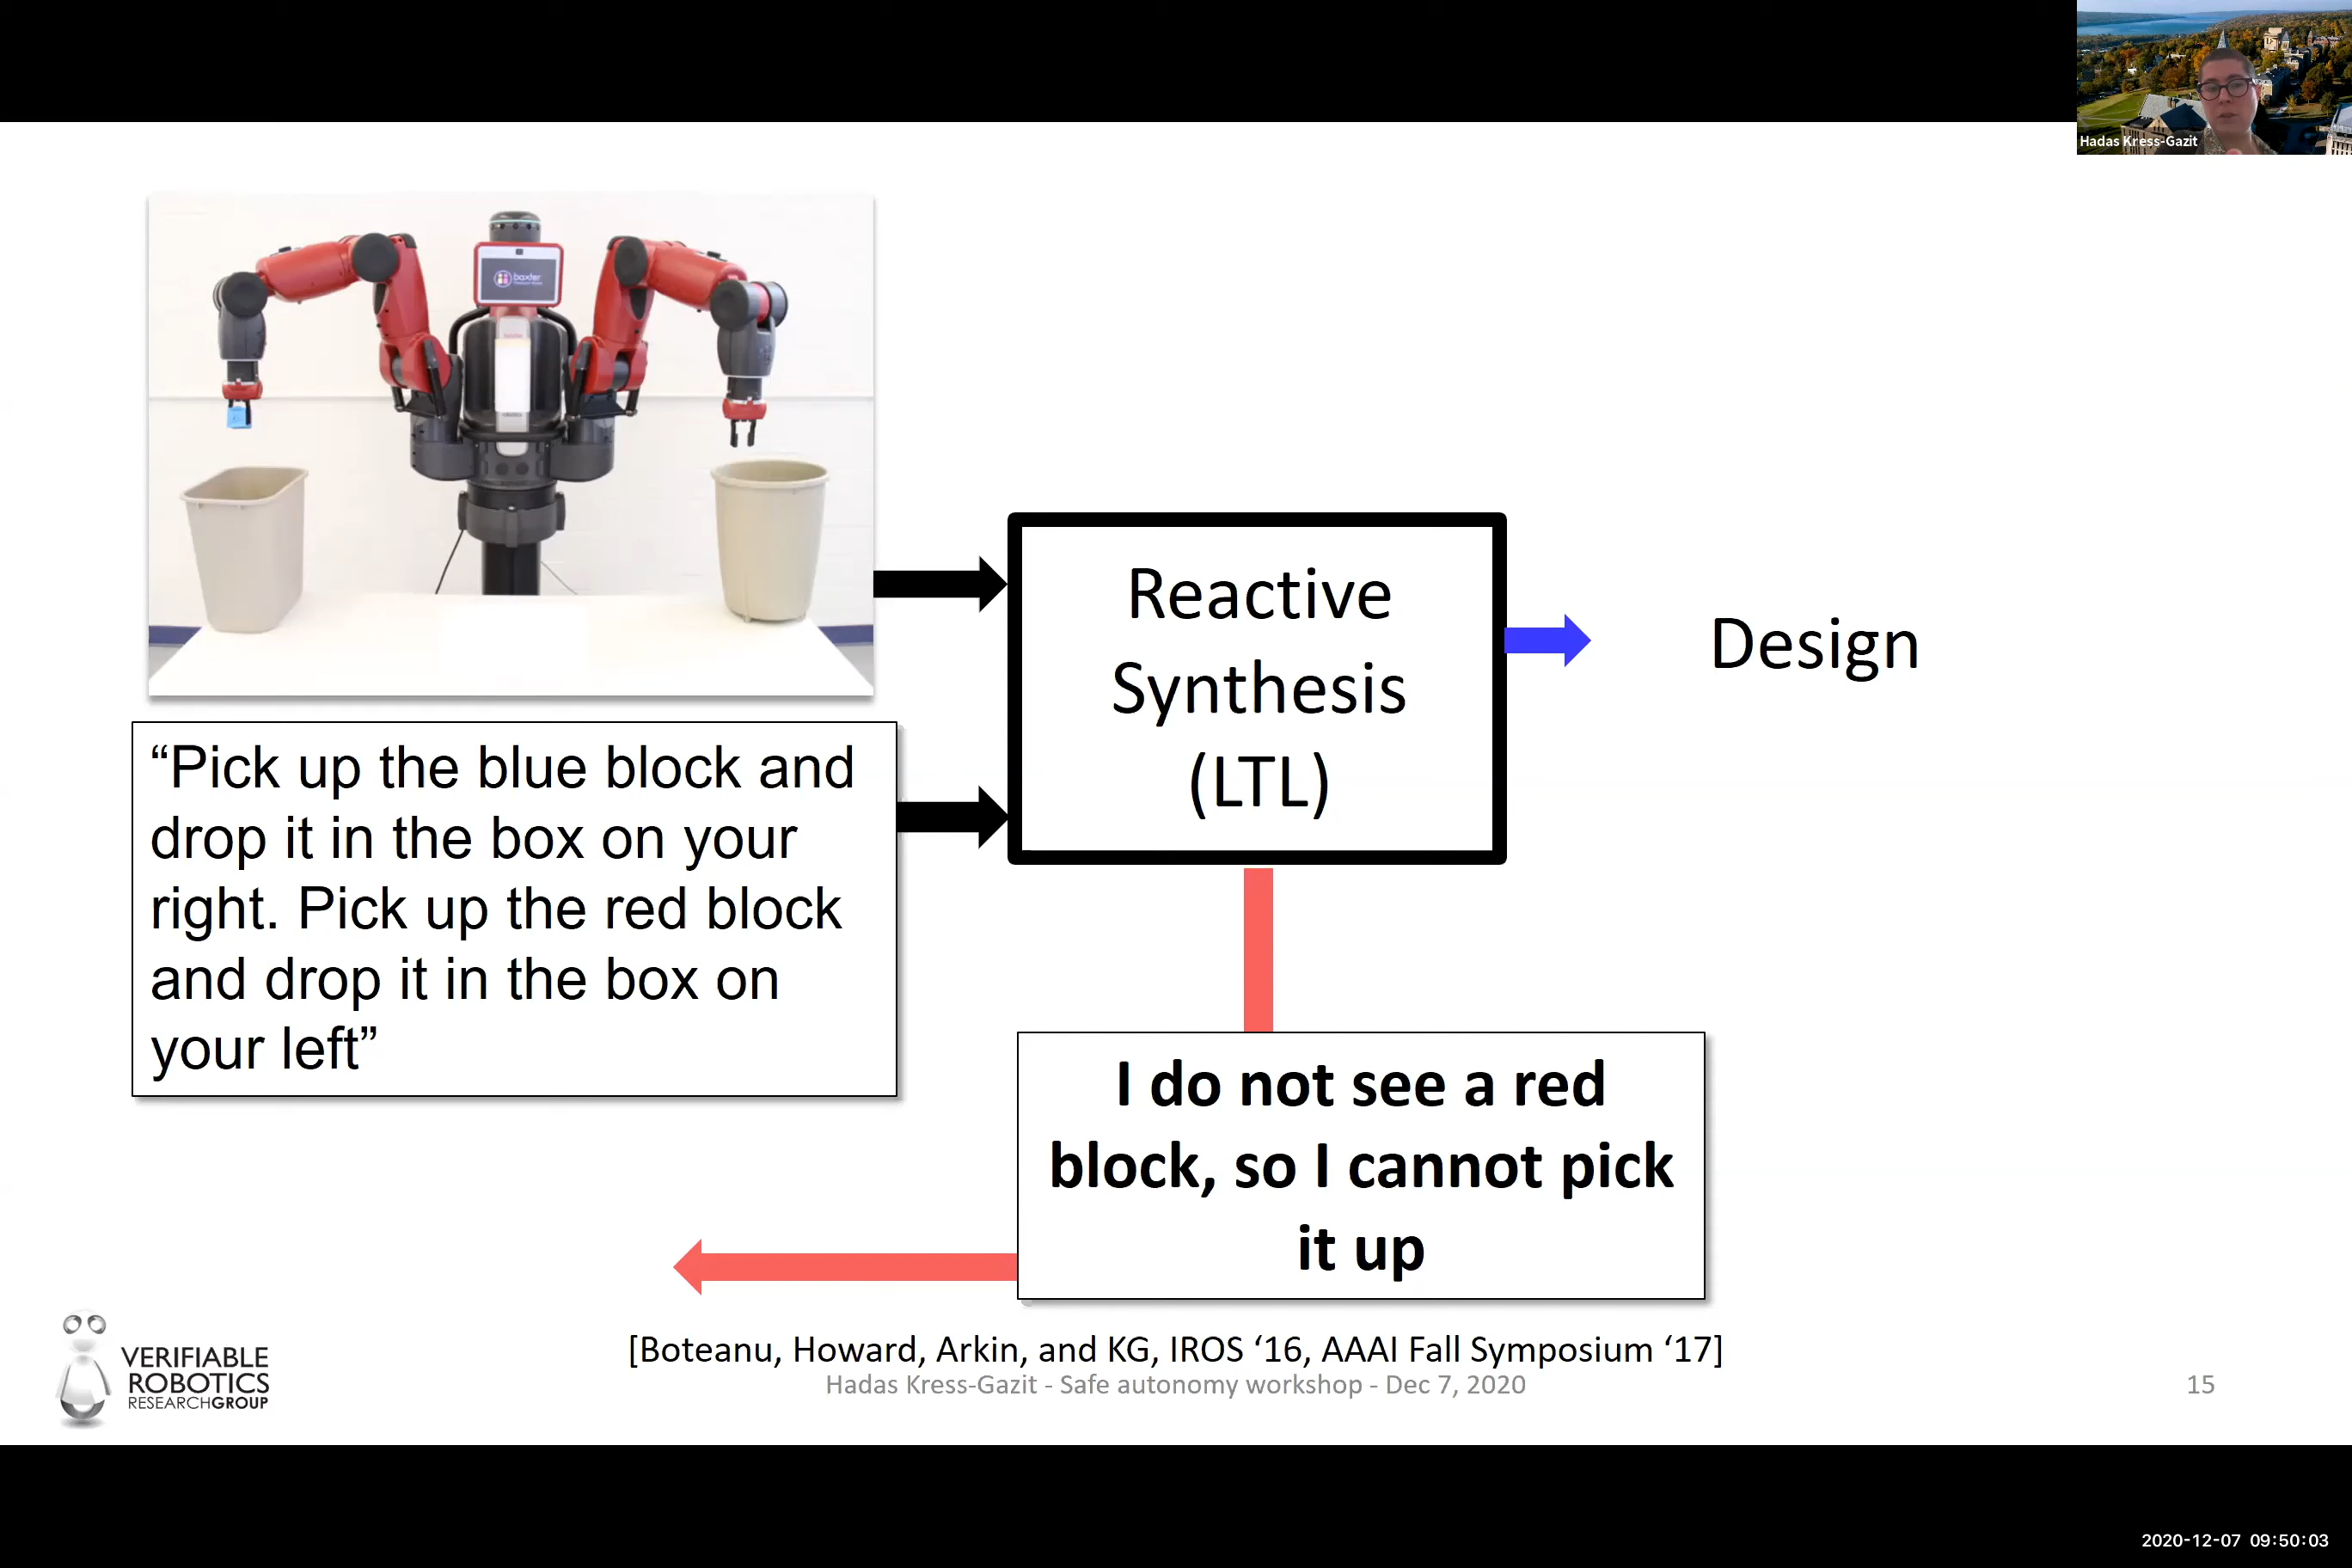 Hadas Kress-Gazit
baxter
“Pick up the blue block and
drop it in the box on your
right. Pick up the red block
and drop it in the box on
your left”
Reactive
Synthesis
(LTL)
Design
I do not see a red
block, so I cannot pick
it up
[Boteanu, Howard, Arkin, and KG, IROS ‘16, AAAI Fall Symposium ‘17]
Hadas Kress-Gazit - Safe autonomy workshop - Dec 7, 2020
15
VERIFIABLE
ROBOTICS
RESEARCHGROUP
2020-12-07 09:50:03